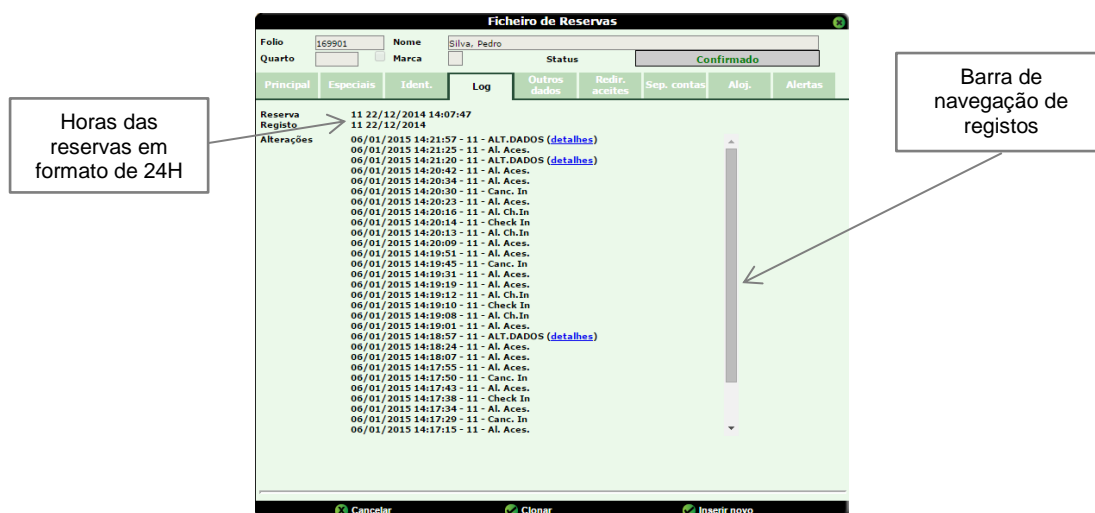 Ficheiro de Reservas
Folio 169901 Nome Silva, Pedro
Quarto Marca Status Confirmado
Principal Especiais Ident. Log Outros dados Redir. aceites Sep. contas Aloj. Alertas
Horas das
reservas em
formato de 24H
Barra de
navegação de
registos
Reserva 11 22/12/2014 14:07:47
Registo 11 22/12/2014
Alterações 06/01/2015 14:21:57 - 11 - ALT.DADOS (detalhes)
06/01/2015 14:21:25 - 11 - Al. Aces.
06/01/2015 14:21:20 - 11 - ALT.DADOS (detalhes)
06/01/2015 14:20:42 - 11 - Al. Aces.
06/01/2015 14:20:34 - 11 - Al. Aces.
06/01/2015 14:20:30 - 11 - Canc. In
06/01/2015 14:20:23 - 11 - Al. Aces.
06/01/2015 14:20:16 - 11 - Al. Ch.In
06/01/2015 14:20:14 - 11 - Check In
06/01/2015 14:20:13 - 11 - Al. Ch.In
06/01/2015 14:20:09 - 11 - Al. Aces.
06/01/2015 14:19:51 - 11 - Al. Aces.
06/01/2015 14:19:45 - 11 - Canc. In
06/01/2015 14:19:31 - 11 - Al. Aces.
06/01/2015 14:19:19 - 11 - Al. Aces.
06/01/2015 14:19:12 - 11 - Al. Ch.In
06/01/2015 14:19:10 - 11 - Check In
06/01/2015 14:19:08 - 11 - Al. Ch.In
06/01/2015 14:19:01 - 11 - Al. Aces.
06/01/2015 14:18:57 - 11 - ALT.DADOS (detalhes)
06/01/2015 14:18:24 - 11 - Al. Aces.
06/01/2015 14:18:07 - 11 - Al. Aces.
06/01/2015 14:17:55 - 11 - Al. Aces.
06/01/2015 14:17:50 - 11 - Canc. In
06/01/2015 14:17:43 - 11 - Al. Aces.
06/01/2015 14:17:38 - 11 - Check In
06/01/2015 14:17:34 - 11 - Al. Aces.
06/01/2015 14:17:29 - 11 - Canc. In
06/01/2015 14:17:15 - 11 - Al. Aces.
Cancelar Clonar Inserir novo